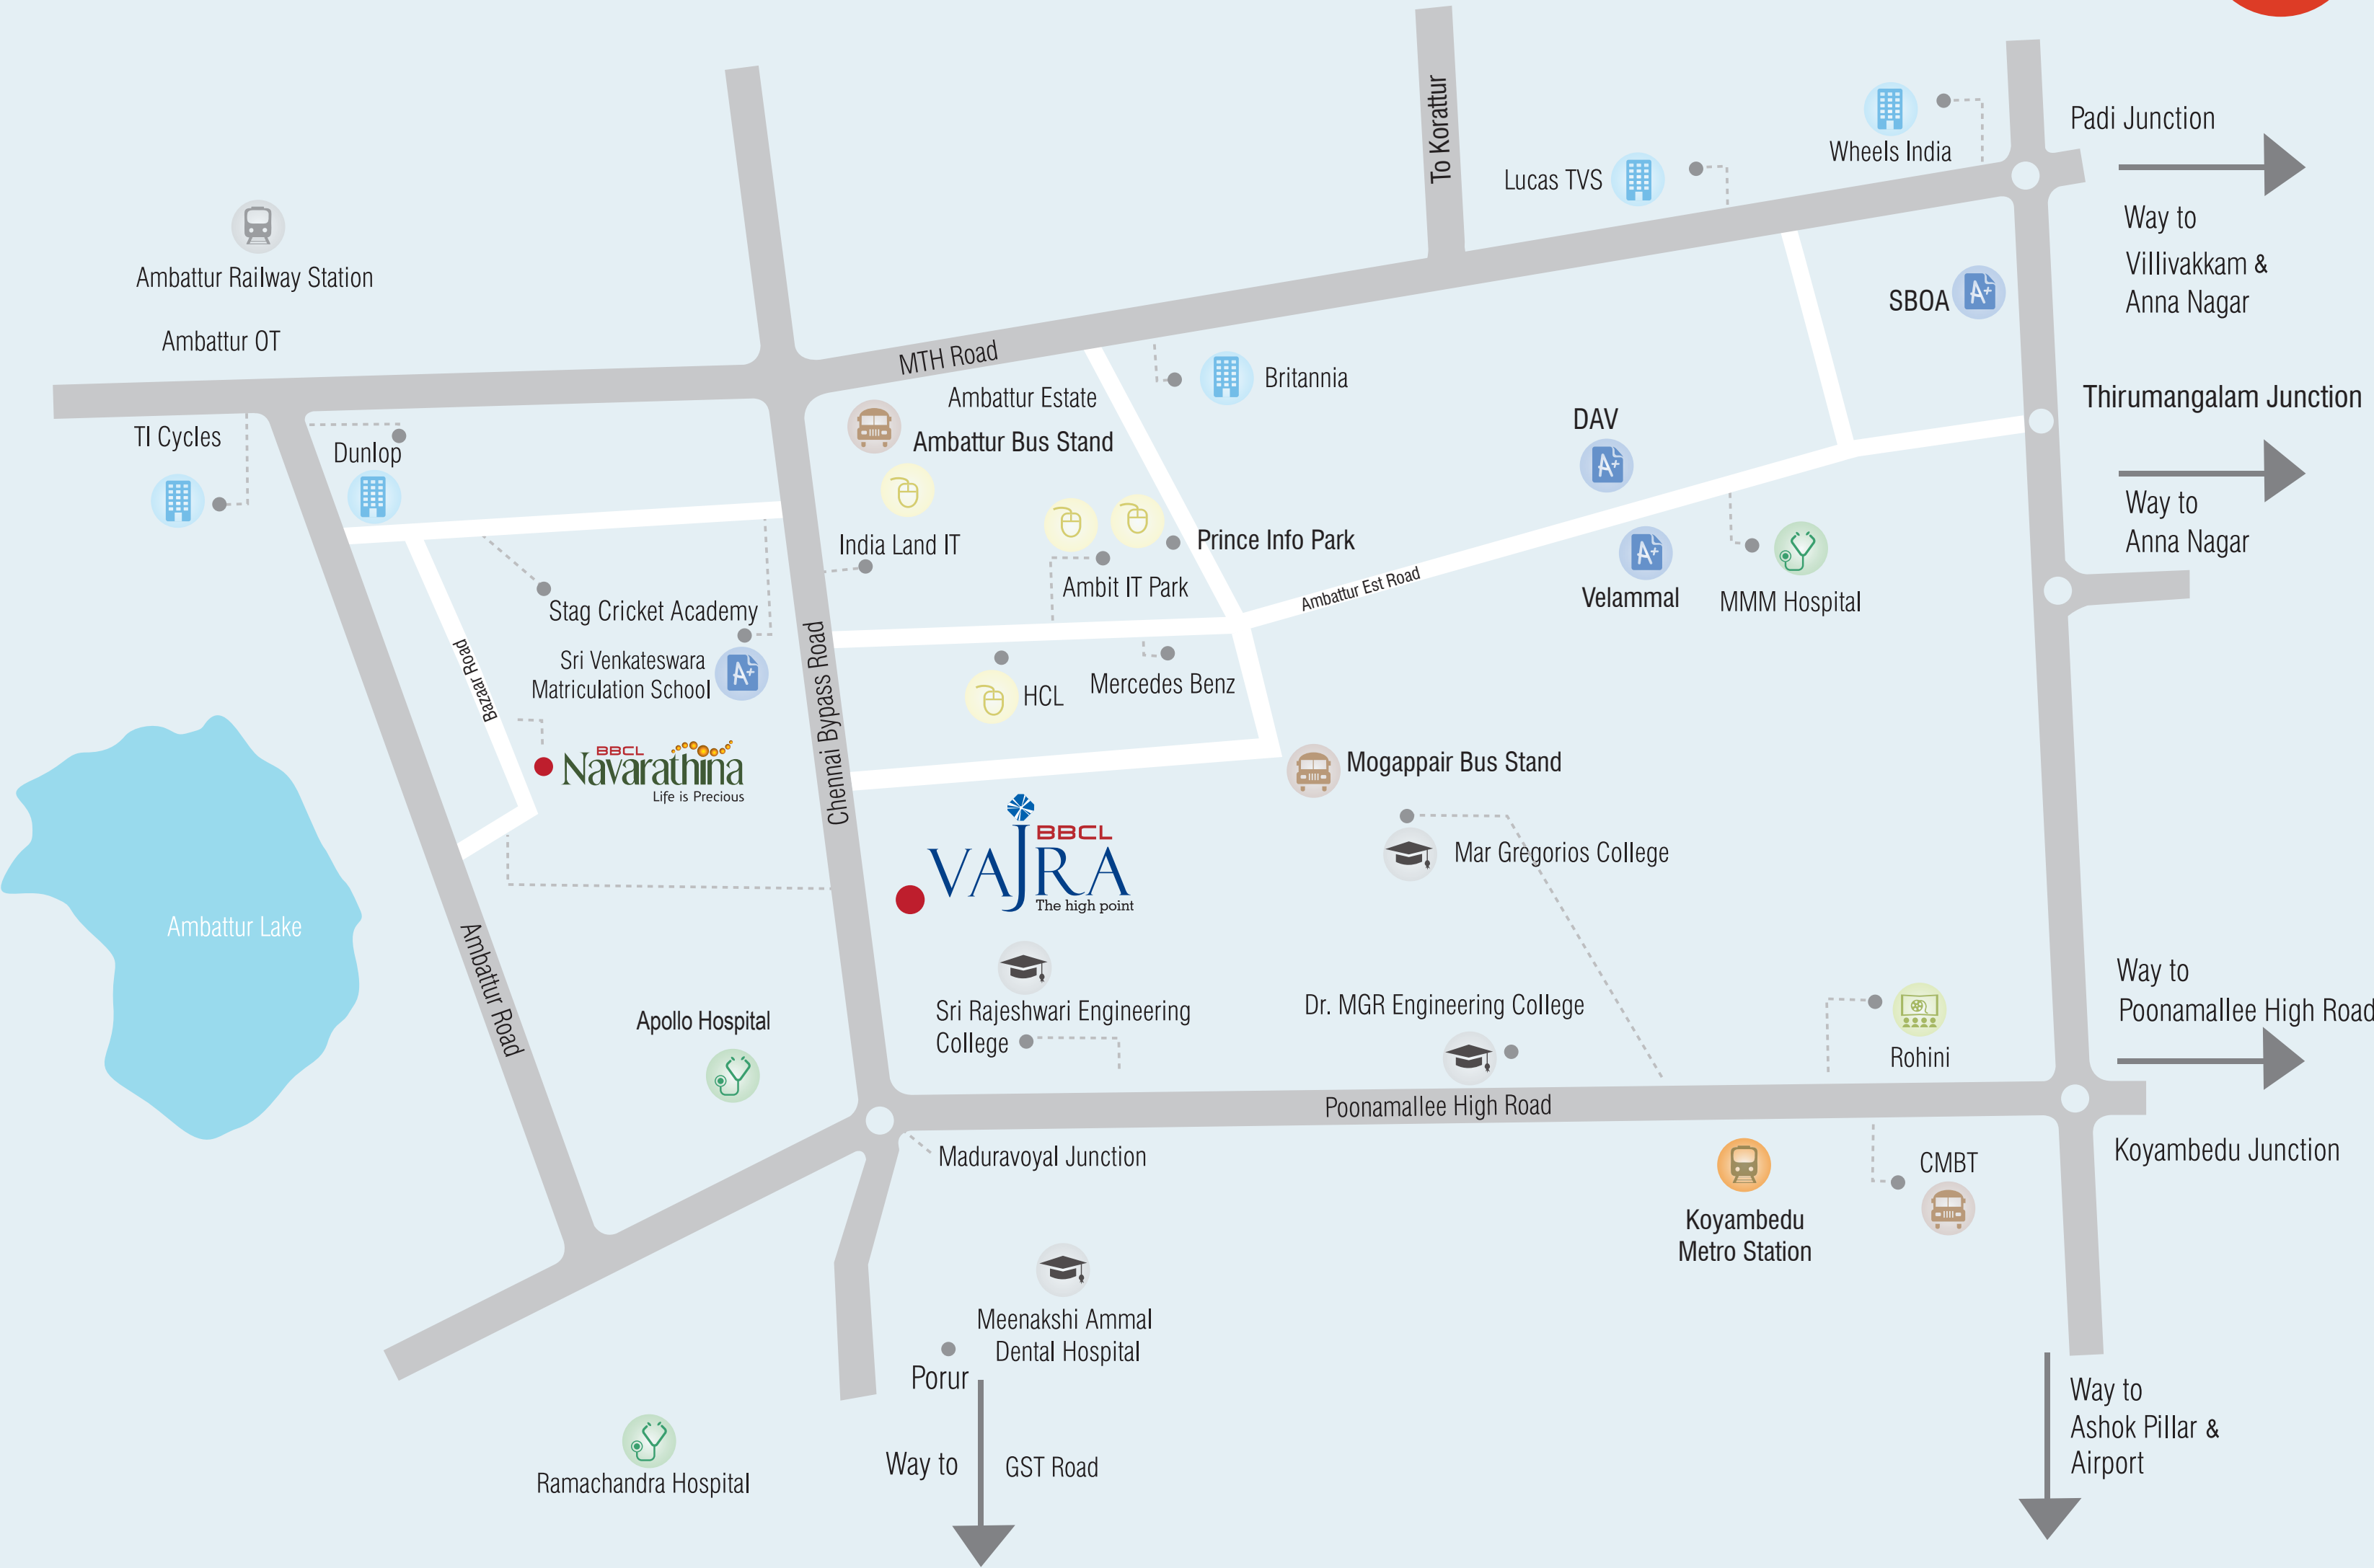 To Korattur
Padi Junction
Wheels India
Lucas TVS
Way to
Villivakkam &
Anna Nagar
Ambattur Railway Station
SBOA
Ambattur OT
MTH Road
Ambattur Estate
Britannia
Thirumangalam Junction
TI Cycles
Dunlop
Ambattur Bus Stand
DAV
Way to
Anna Nagar
India Land IT
Prince Info Park
Ambit IT Park
Ambattur Est Road
Velammal
MMM Hospital
Stag Cricket Academy
Sri Venkateswara
Matriculation School
Bazaar Road
Chennai Bypass Road
HCL
Mercedes Benz
BBCL
Navarathina
Life is Precious
Mogappair Bus Stand
BBCL
VAJRA
The high point
Mar Gregorios College
Ambattur Lake
Ambattur Road
Way to
Poonamallee High Road
Apollo Hospital
Sri Rajeshwari Engineering
College
Dr. MGR Engineering College
Rohini
Poonamallee High Road
Maduravoyal Junction
Koyambedu Junction
CMBT
Koyambedu
Metro Station
Meenakshi Ammal
Dental Hospital
Porur
Way to
Ashok Pillar &
Airport
Way to
GST Road
Ramachandra Hospital